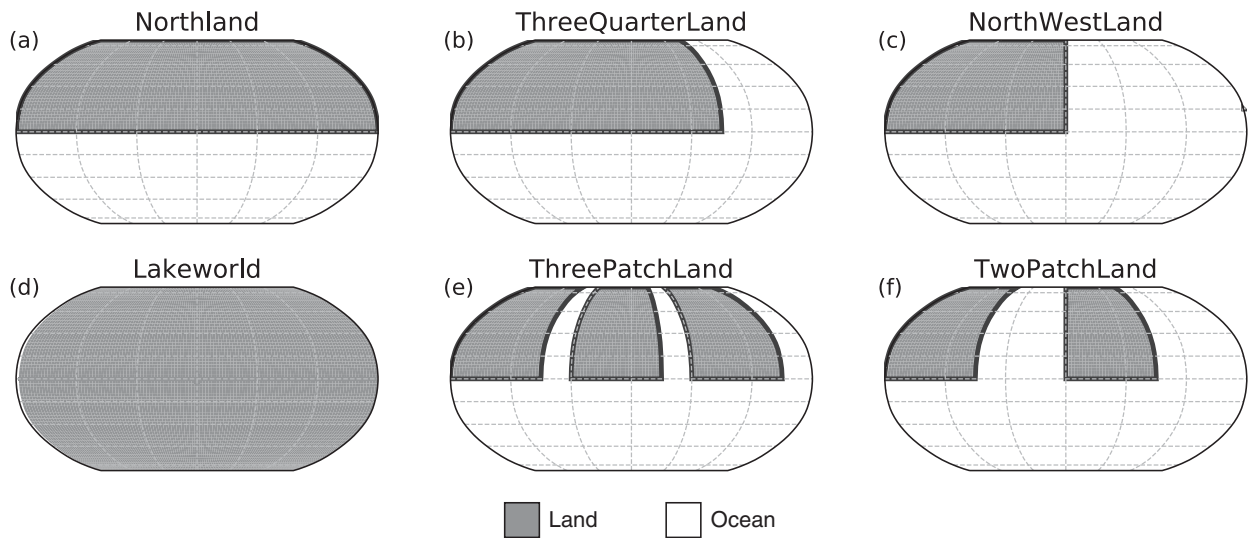 (a) Northland
(b) ThreeQuarterLand
(c) NorthWestLand
(d) Lakeworld
(e) ThreePatchLand
(f) TwoPatchLand
Land
Ocean